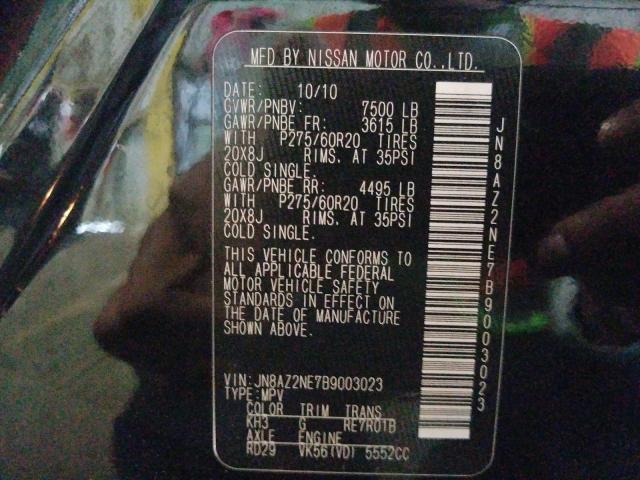 MFD BY NISSAN MOTOR CO.,LTD.
DATE: 10/10
GVWR/PNBV: 7500 LB
GAWR/PNBE FR: 3615 LB
WITH P275/60R20 TIRES
20X8J RIMS, AT 35PSI
COLD SINGLE.
GAWR/PNBE RR: 4495 LB
WITH P275/60R20 TIRES
20X8J RIMS, AT 35PSI
COLD SINGLE.
THIS VEHICLE CONFORMS TO
ALL APPLICABLE FEDERAL
MOTOR VEHICLE SAFETY
STANDARDS IN EFFECT ON
THE DATE OF MANUFACTURE
SHOWN ABOVE.
VIN: JN8AZ2NE7B9003023
TYPE: MPV
COLOR TRIM TRANS
KH3 G RE7R01B
AXLE ENGINE
RD29 VK56(VD) 5552CC
JN8AZ2NE7B9003023